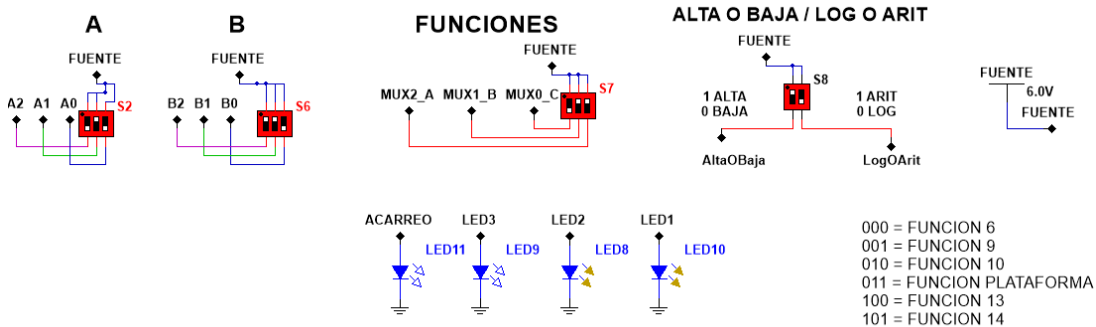 A
B
FUNCIONES
ALTA O BAJA / LOG O ARIT
FUENTE
FUENTE
FUENTE
FUENTE
FUENTE
6.0V
FUENTE
A2 A1 A0 S2
B2 B1 B0 S6
MUX2_A MUX1_B MUX0_C S7
S8
1 ALTA
0 BAJA
1 ARIT
0 LOG
AltaOBaja
LogOArit
ACARREO LED3 LED2 LED1
LED11 LED9 LED8 LED10
000 = FUNCION 6
001 = FUNCION 9
010 = FUNCION 10
011 = FUNCION PLATAFORMA
100 = FUNCION 13
101 = FUNCION 14